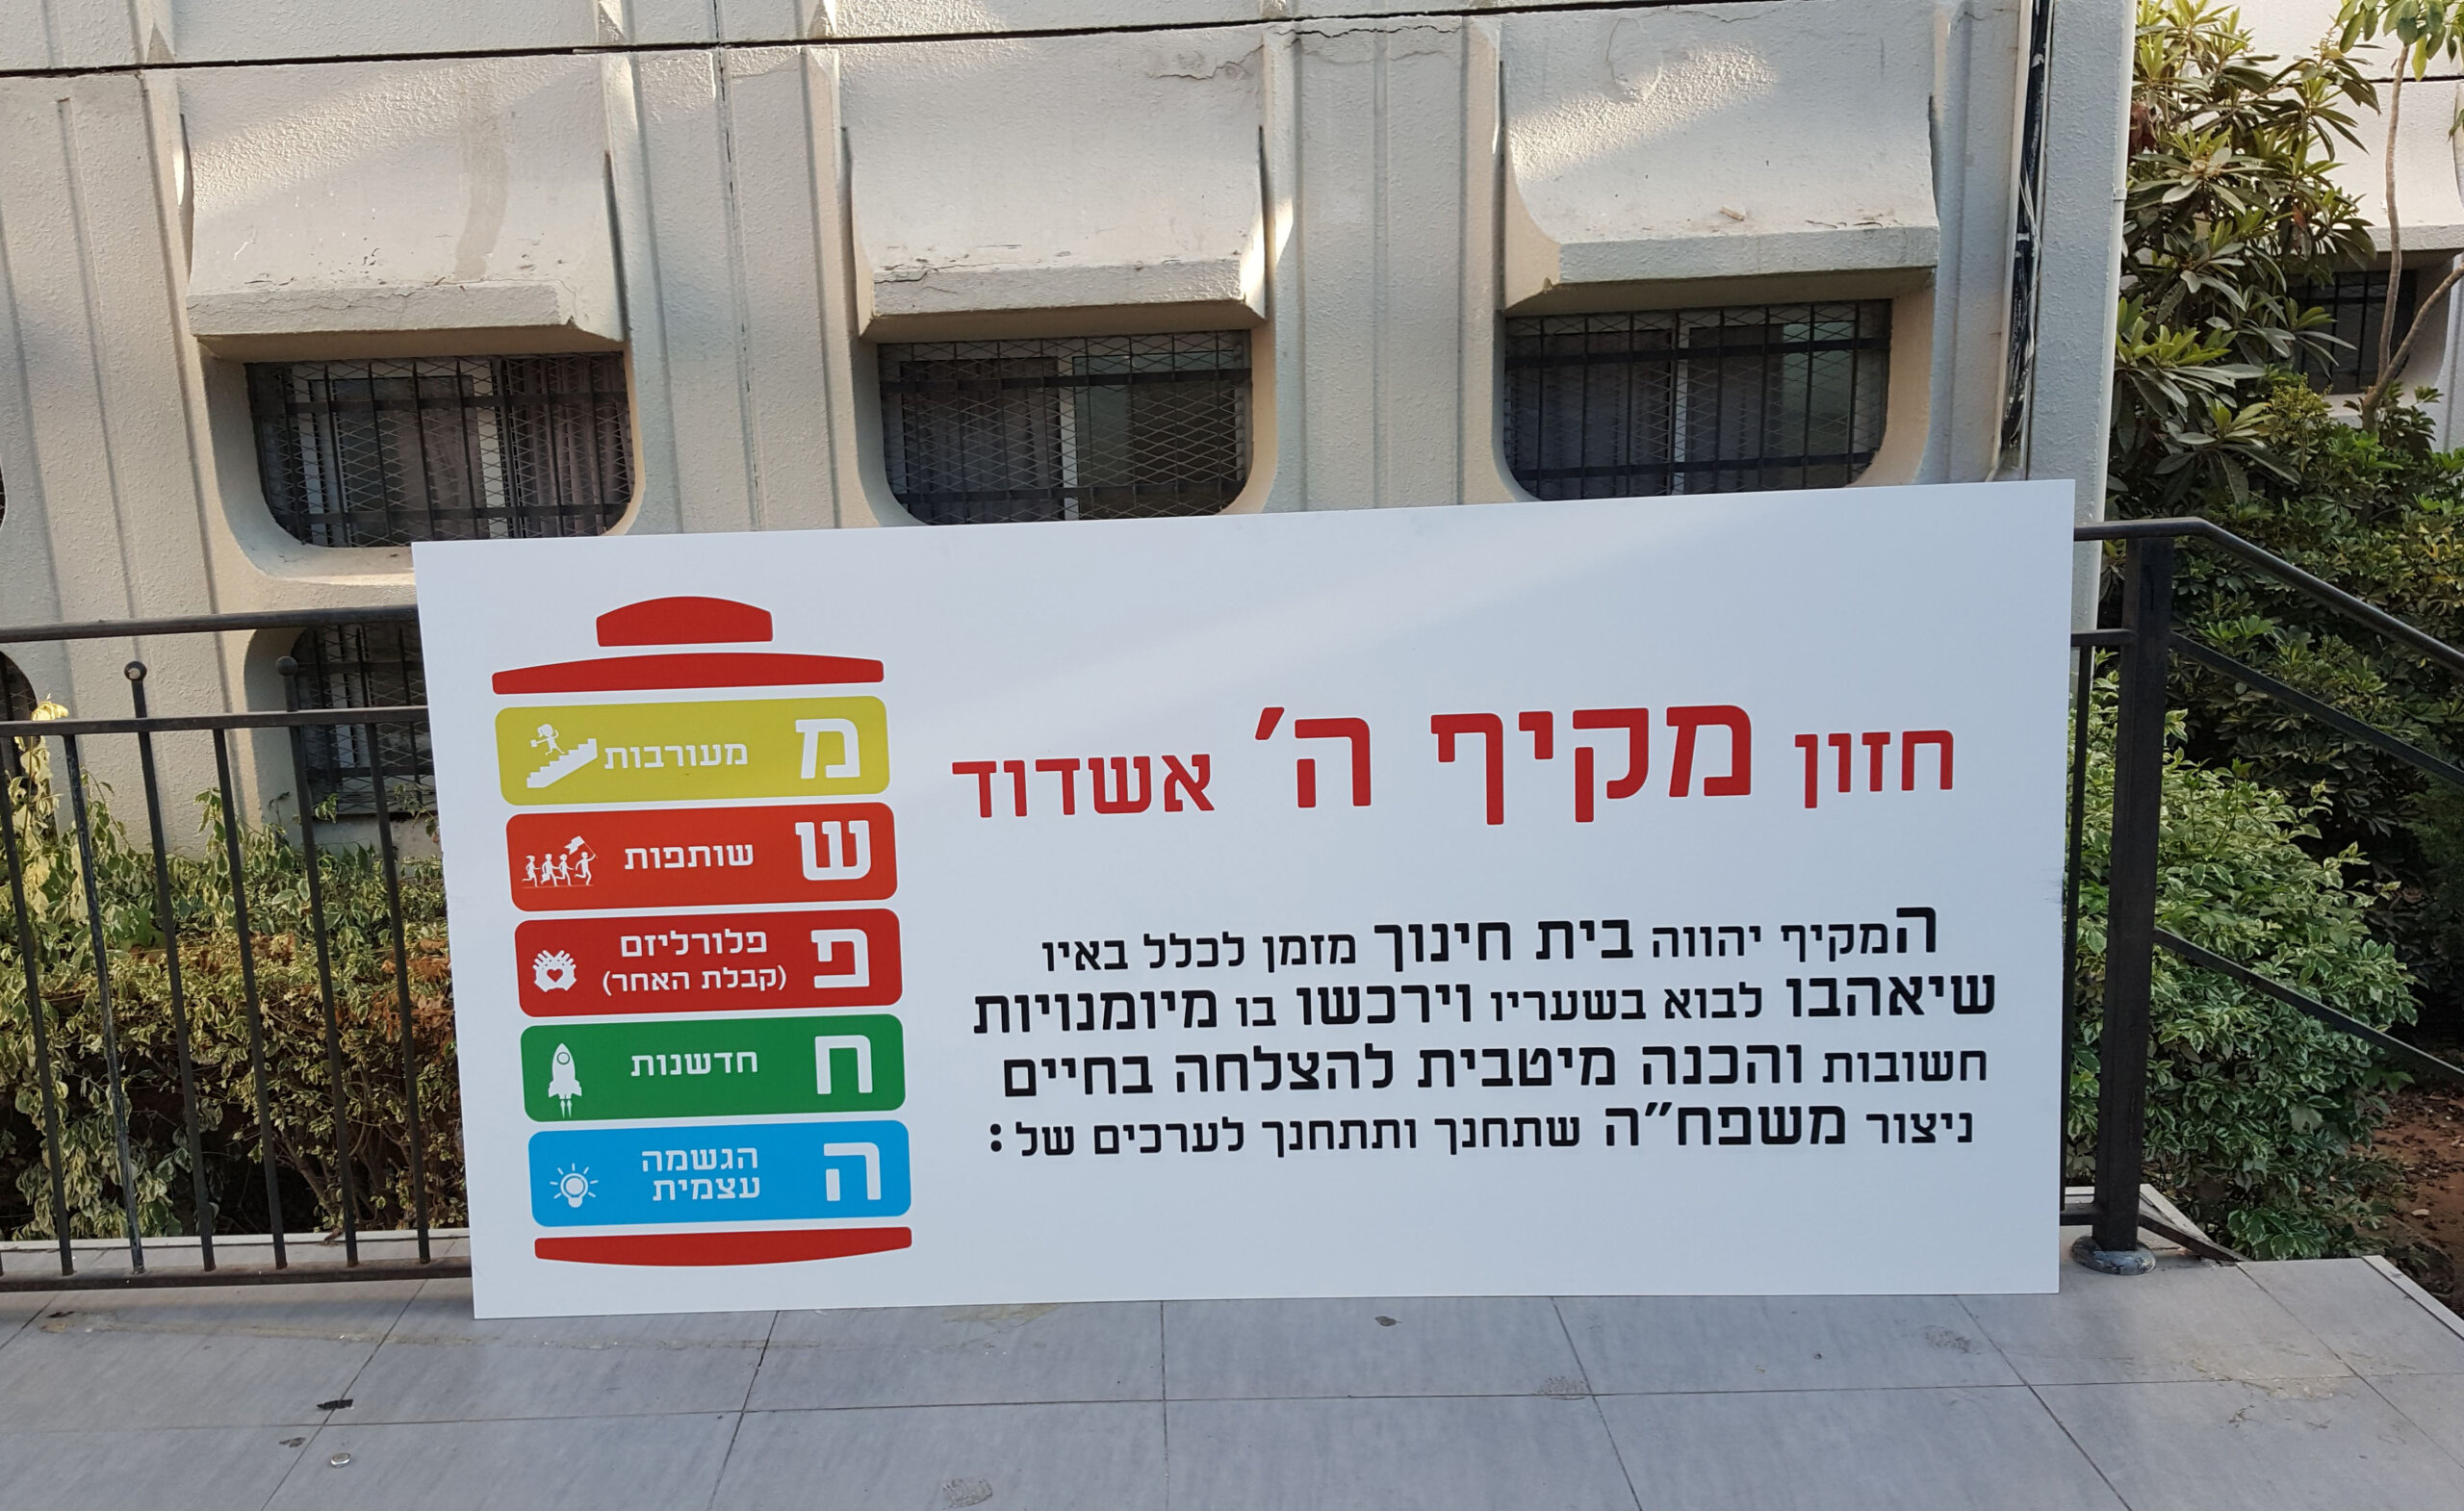 חזון מקיף ה' אשדוד
המקיף יהווה בית חינוך מזמן לכלל באיו
שיאהבו לבוא בשעריו וירכשו בו מיומנויות
חשובות והכנה מיטבית להצלחה בחיים
ניצור משפח"ה שתחנך ותתחנך לערכים של:
מ מעורבות
ש שותפות
פ פלורליזם
(קבלת האחר)
ח חדשנות
ה הגשמה
עצמית